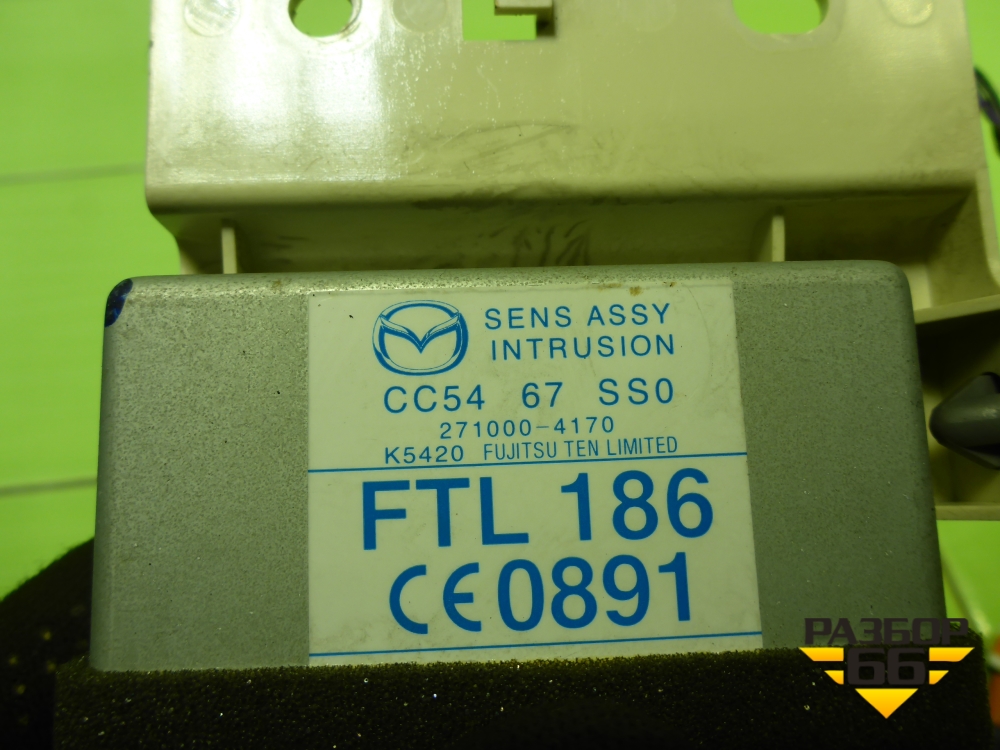 SENS ASSY
INTRUSION
CC54 67 SS0
271000-4170
K5420 FUJITSU TEN LIMITED
FTL 186
CE0891
РАЗБОР
66